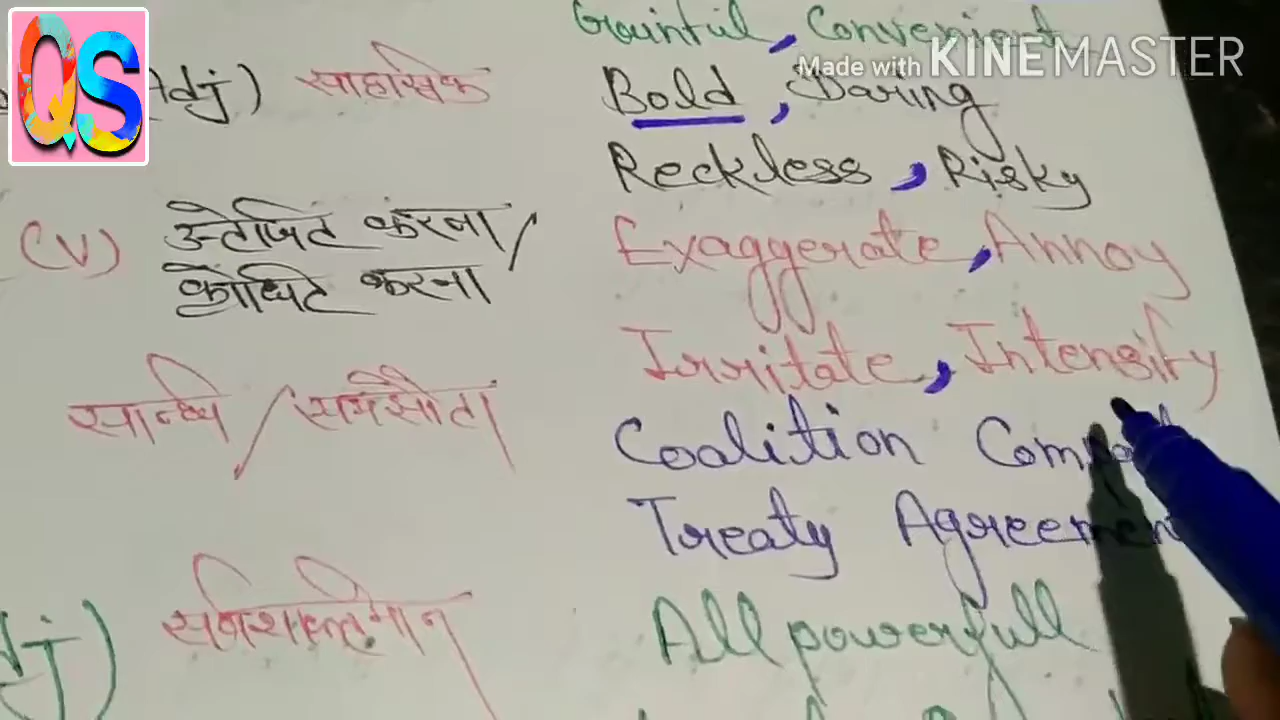 Gainful, Convenient
QS
Made with KINEMASTER
Adj) साहसिक Bold, Daring
Reckless, Risky
(V) उत्तेजित करना/ Exaggerate, Annoy
क्रोधित करना
Irritate, Intensify
सन्धि/समझौता Coalition
Treaty Agreement
सर्वशक्तिमान All powerfull